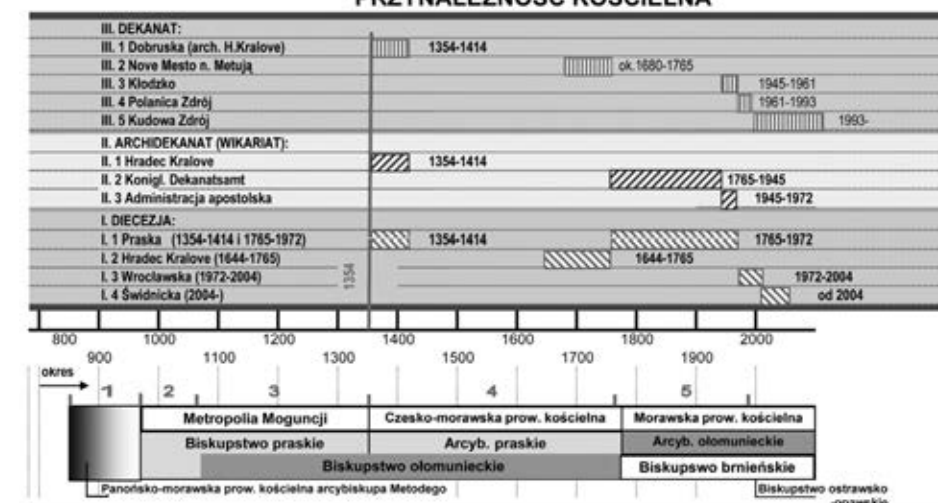 PRZYNALEŻNOŚĆ KOŚCIELNA
III. DEKANAT:
III. 1 Dobruska (arch. H.Kralove) 1354-1414
III. 2 Nove Mesto n. Metują ok.1680-1765
III. 3 Kłodzko 1945-1961
III. 4 Polanica Zdrój 1961-1993
III. 5 Kudowa Zdrój 1993-
II. ARCHIDEKANAT (WIKARIAT):
II. 1 Hradec Kralove 1354-1414
II. 2 Konigl. Dekanatsamt 1765-1945
II. 3 Administracja apostolska 1945-1972
I. DIECEZJA:
I. 1 Praska (1354-1414 i 1765-1972) 1354-1414 1765-1972
I. 2 Hradec Kralove (1644-1765) 1644-1765
I. 3 Wrocławska (1972-2004) 1972-2004
I. 4 Świdnicka (2004-) od 2004
1354
800 1000 1200 1400 1600 1800 2000
900 1100 1300 1500 1700 1900
okres
1 2 3 4 5
Metropolia Moguncji Czesko-morawska prow. kościelna Morawska prow. kościelna
Biskupstwo praskie Arcyb. praskie Arcyb. ołomunieckie
Biskupstwo ołomunieckie Biskupswo brnieńskie
Panońsko-morawska prow. kościelna arcybiskupa Metodego Biskupstwo ostrawsko
-opawskie